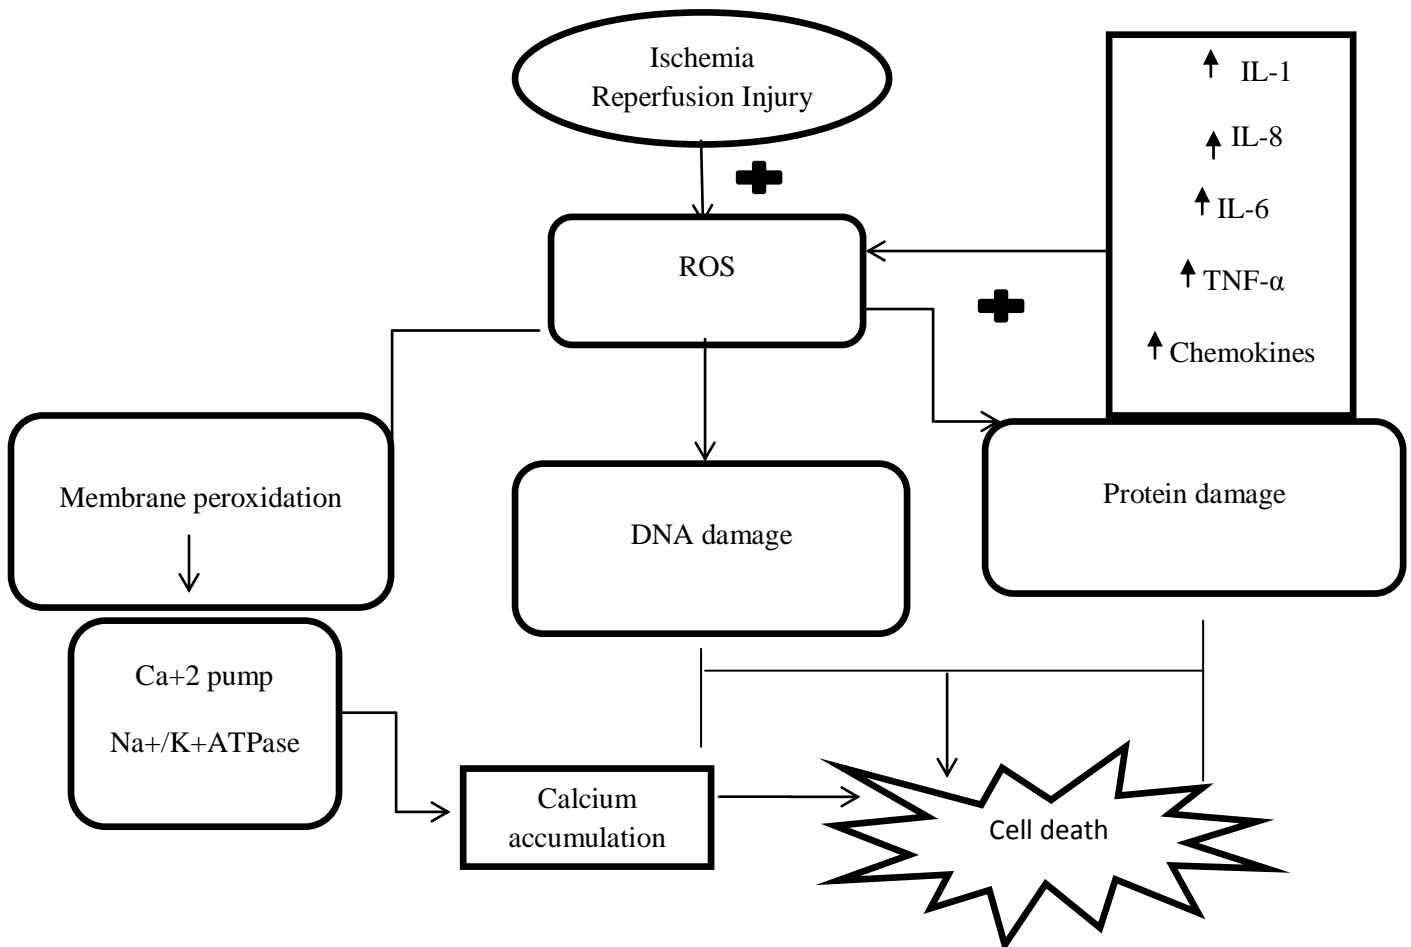 Ischemia
Reperfusion Injury
IL-1
IL-8
IL-6
TNF-α
Chemokines
ROS
Membrane peroxidation
DNA damage
Protein damage
Ca+2 pump
Na+/K+ATPase
Calcium
accumulation
Cell death